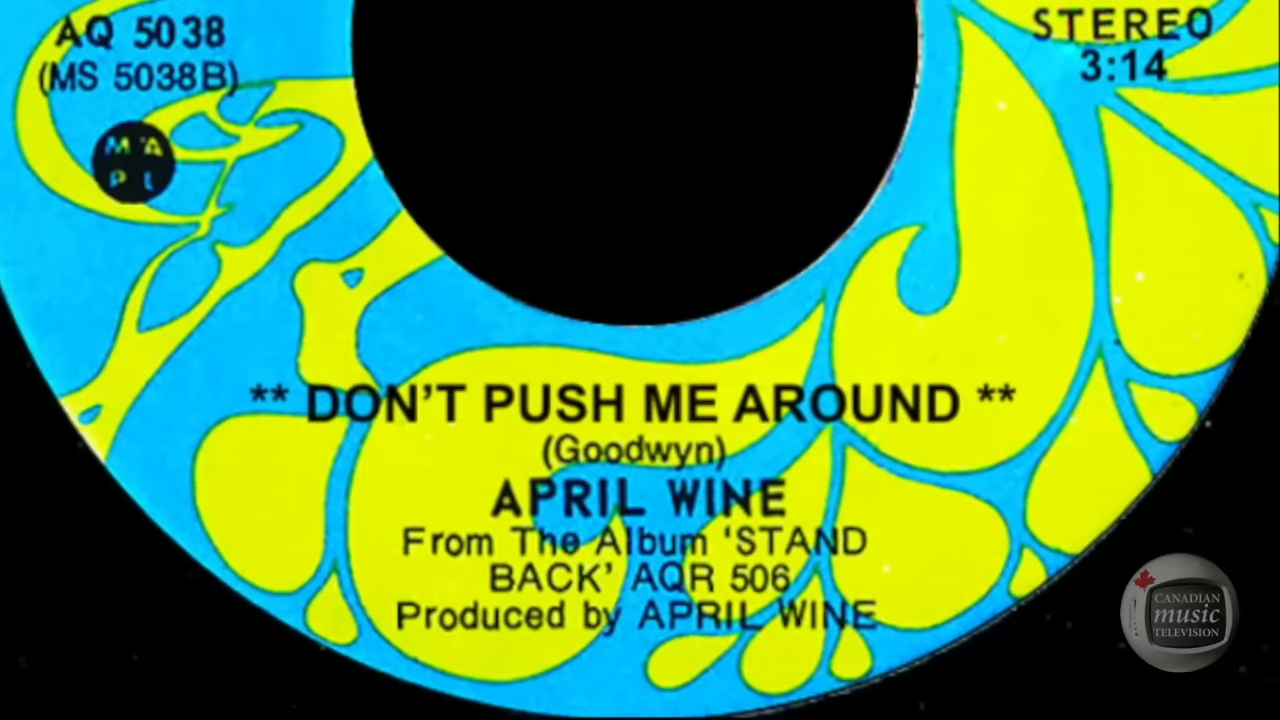 AQ 5038
(MS 5038B)
M A
P L
STEREO
3:14
** DON'T PUSH ME AROUND **
(Goodwyn)
APRIL WINE
From The Album 'STAND
BACK' AQR 506
Produced by APRIL WINE
CANADIAN
music
TELEVISION